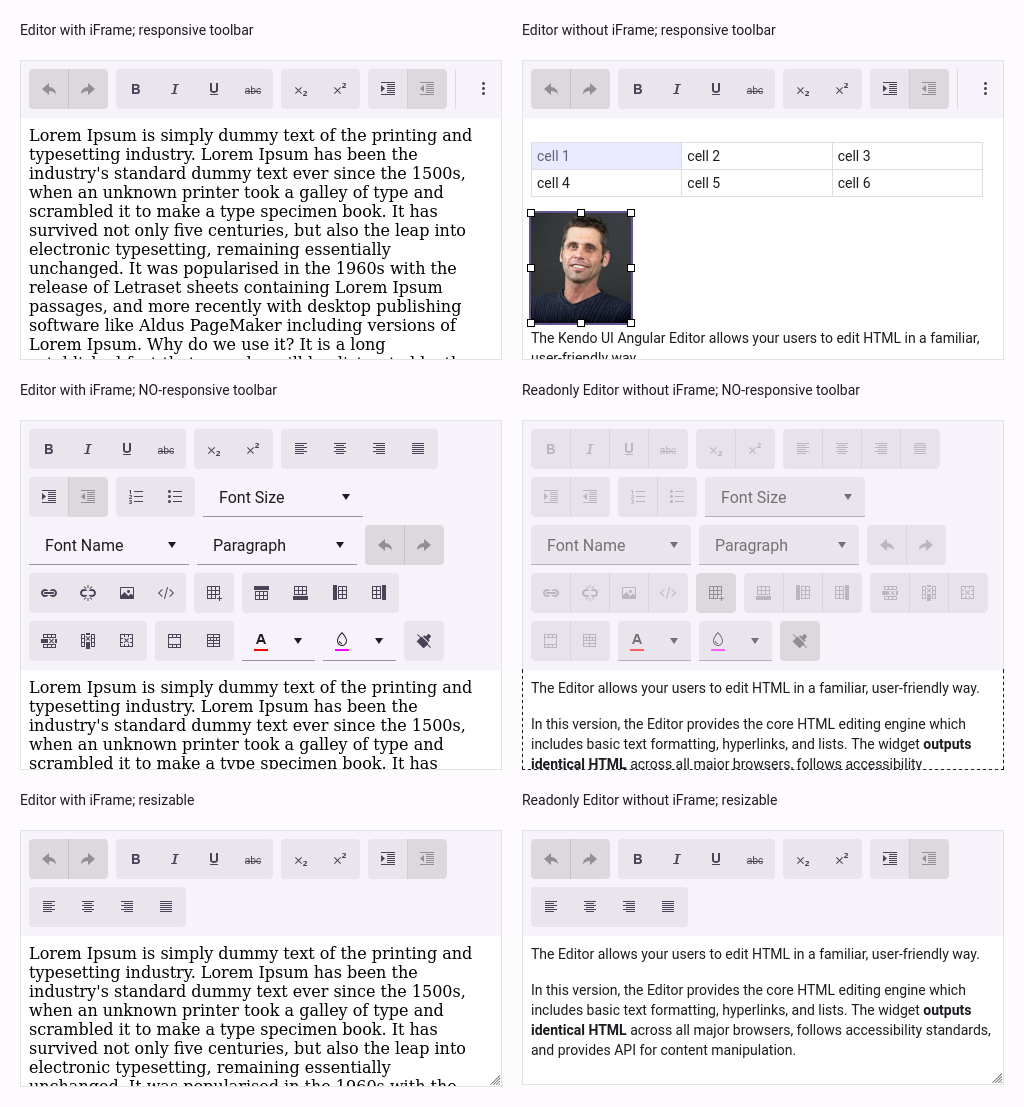 Editor with iFrame; responsive toolbar
B I U abc x₂ x²
Lorem Ipsum is simply dummy text of the printing and
typesetting industry. Lorem Ipsum has been the
industry's standard dummy text ever since the 1500s,
when an unknown printer took a galley of type and
scrambled it to make a type specimen book. It has
survived not only five centuries, but also the leap into
electronic typesetting, remaining essentially
unchanged. It was popularised in the 1960s with the
release of Letraset sheets containing Lorem Ipsum
passages, and more recently with desktop publishing
software like Aldus PageMaker including versions of
Lorem Ipsum. Why do we use it? It is a long
Editor without iFrame; responsive toolbar
B I U abc x₂ x²
cell 1 cell 2 cell 3
cell 4 cell 5 cell 6
The Kendo UI Angular Editor allows your users to edit HTML in a familiar,
user-friendly way
Editor with iFrame; NO-responsive toolbar
B I U abc x₂ x²
Font Size
Font Name Paragraph
A
Lorem Ipsum is simply dummy text of the printing and
typesetting industry. Lorem Ipsum has been the
industry's standard dummy text ever since the 1500s,
when an unknown printer took a galley of type and
scrambled it to make a type specimen book. It has
Readonly Editor without iFrame; NO-responsive toolbar
B I U abc x₂ x²
Font Size
Font Name Paragraph
A
The Editor allows your users to edit HTML in a familiar, user-friendly way.
In this version, the Editor provides the core HTML editing engine which
includes basic text formatting, hyperlinks, and lists. The widget outputs
identical HTML across all major browsers, follows accessibility
Editor with iFrame; resizable
B I U abc x₂ x²
Lorem Ipsum is simply dummy text of the printing and
typesetting industry. Lorem Ipsum has been the
industry's standard dummy text ever since the 1500s,
when an unknown printer took a galley of type and
scrambled it to make a type specimen book. It has
survived not only five centuries, but also the leap into
electronic typesetting, remaining essentially
unchanged. It was popularised in the 1960s with the
Readonly Editor without iFrame; resizable
B I U abc x₂ x²
The Editor allows your users to edit HTML in a familiar, user-friendly way.
In this version, the Editor provides the core HTML editing engine which
includes basic text formatting, hyperlinks, and lists. The widget outputs
identical HTML across all major browsers, follows accessibility standards,
and provides API for content manipulation.